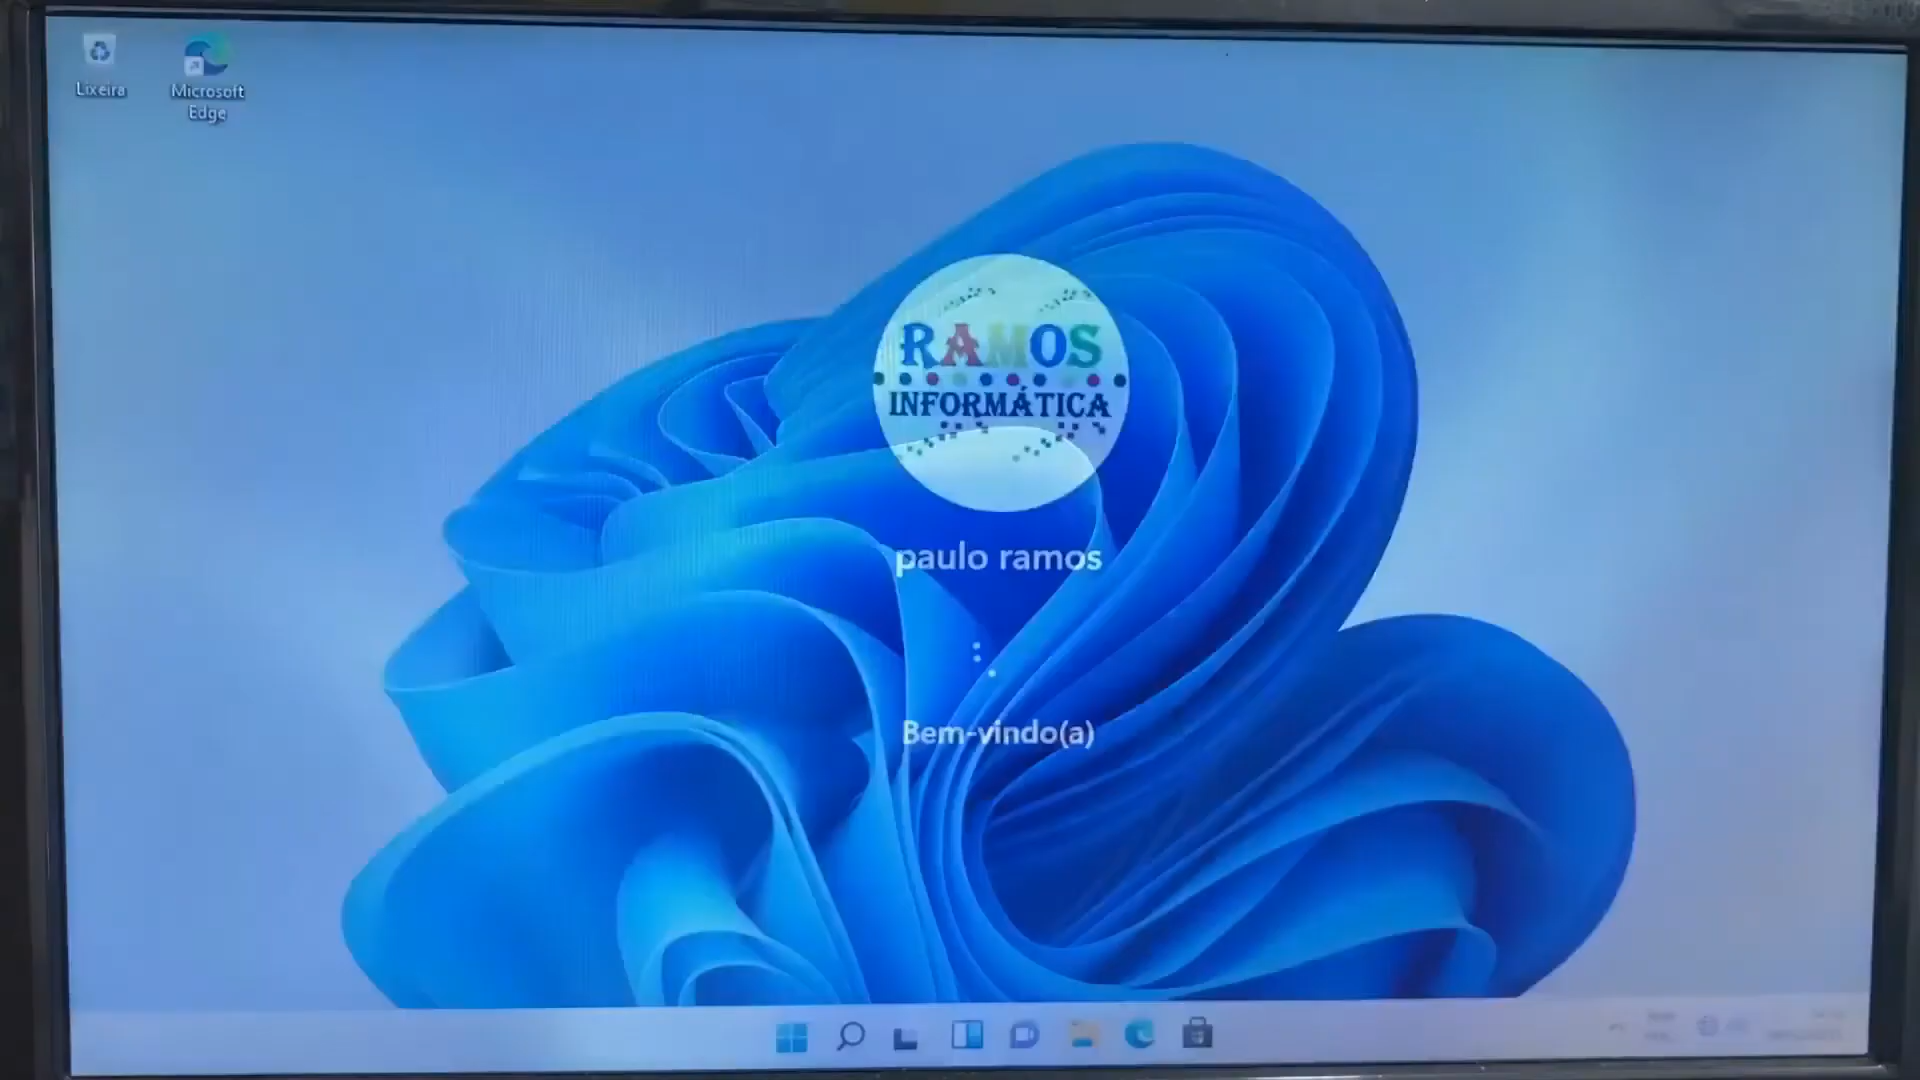 Lixeira
Microsoft
Edge
RAMOS
INFORMÁTICA
paulo ramos
Bem-vindo(a)